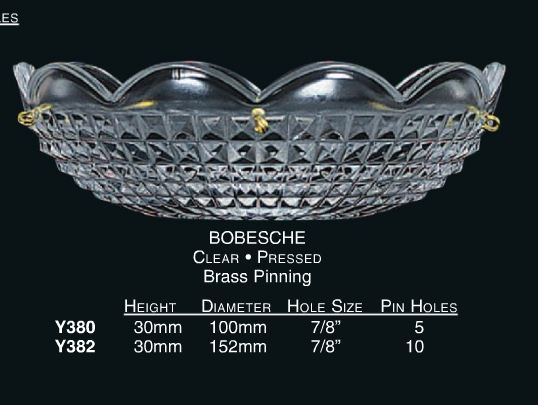 LES
BOBESCHE
CLEAR • PRESSED
Brass Pinning
HEIGHT DIAMETER HOLE SIZE PIN HOLES
Y380 30mm 100mm 7/8” 5
Y382 30mm 152mm 7/8” 10